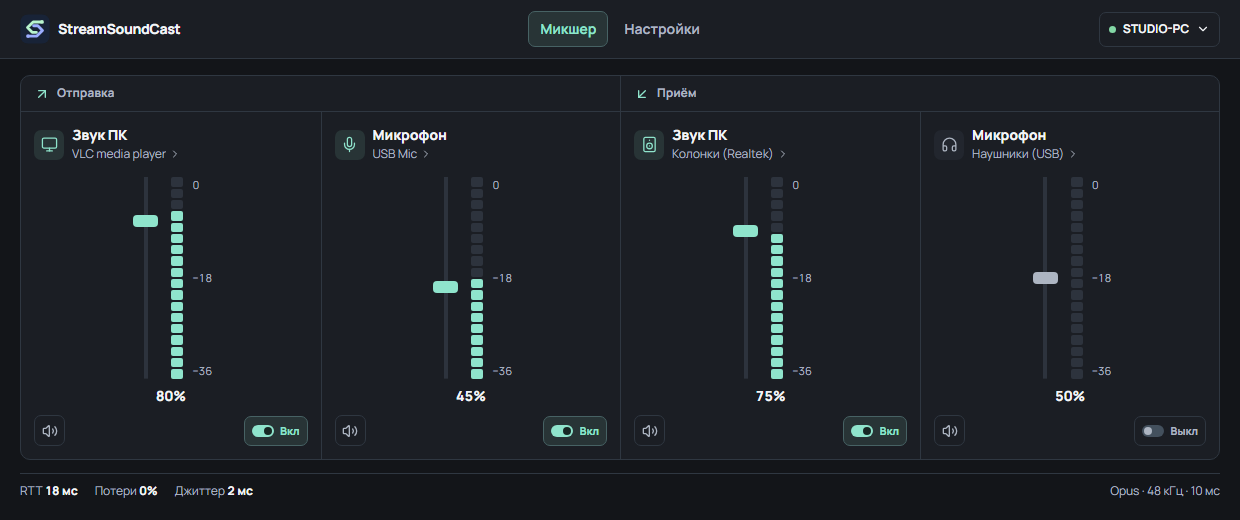 StreamSoundCast
Микшер
Настройки
STUDIO-PC
Отправка
Приём
Звук ПК
VLC media player
0
−18
−36
80%
Вкл
Микрофон
USB Mic
0
−18
−36
45%
Вкл
Звук ПК
Колонки (Realtek)
0
−18
−36
75%
Вкл
Микрофон
Наушники (USB)
0
−18
−36
50%
Выкл
RTT 18 мс Потери 0% Джиттер 2 мс
Opus · 48 кГц · 10 мс